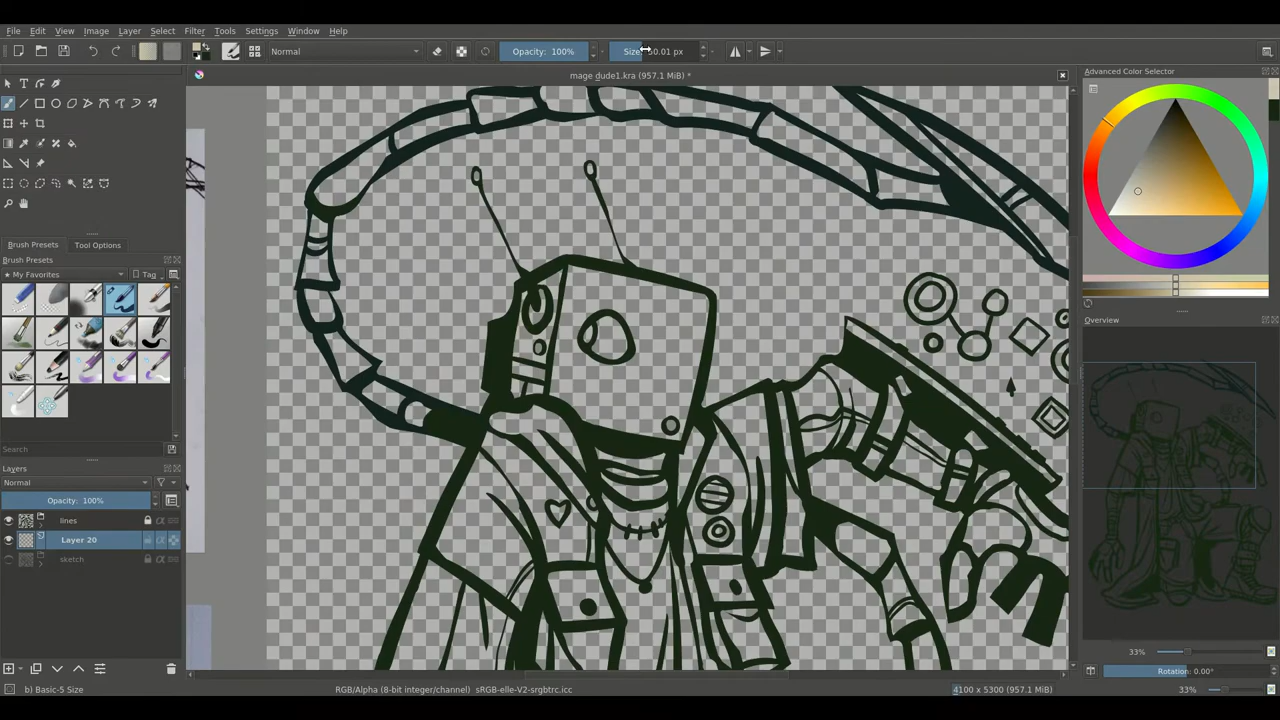 File Edit View Image Layer Select Settings Tools Window Help
Normal
Opacity: 100%
mage dude1.kra (957.1 MiB) *
Advanced Color Selector
Brush Presets Tool Options
Brush Presets
My Favorites Tag
Overview
Search
Layers
Normal
Opacity: 100%
lines
Layer 20
sketch
33%
Rotation: 0.00°
b) Basic-5 Size
RGB/Alpha (8-bit integer/channel) sRGB-elle-V2-srgbtrc.icc
4100 x 5300 (957.1 MiB)
33%